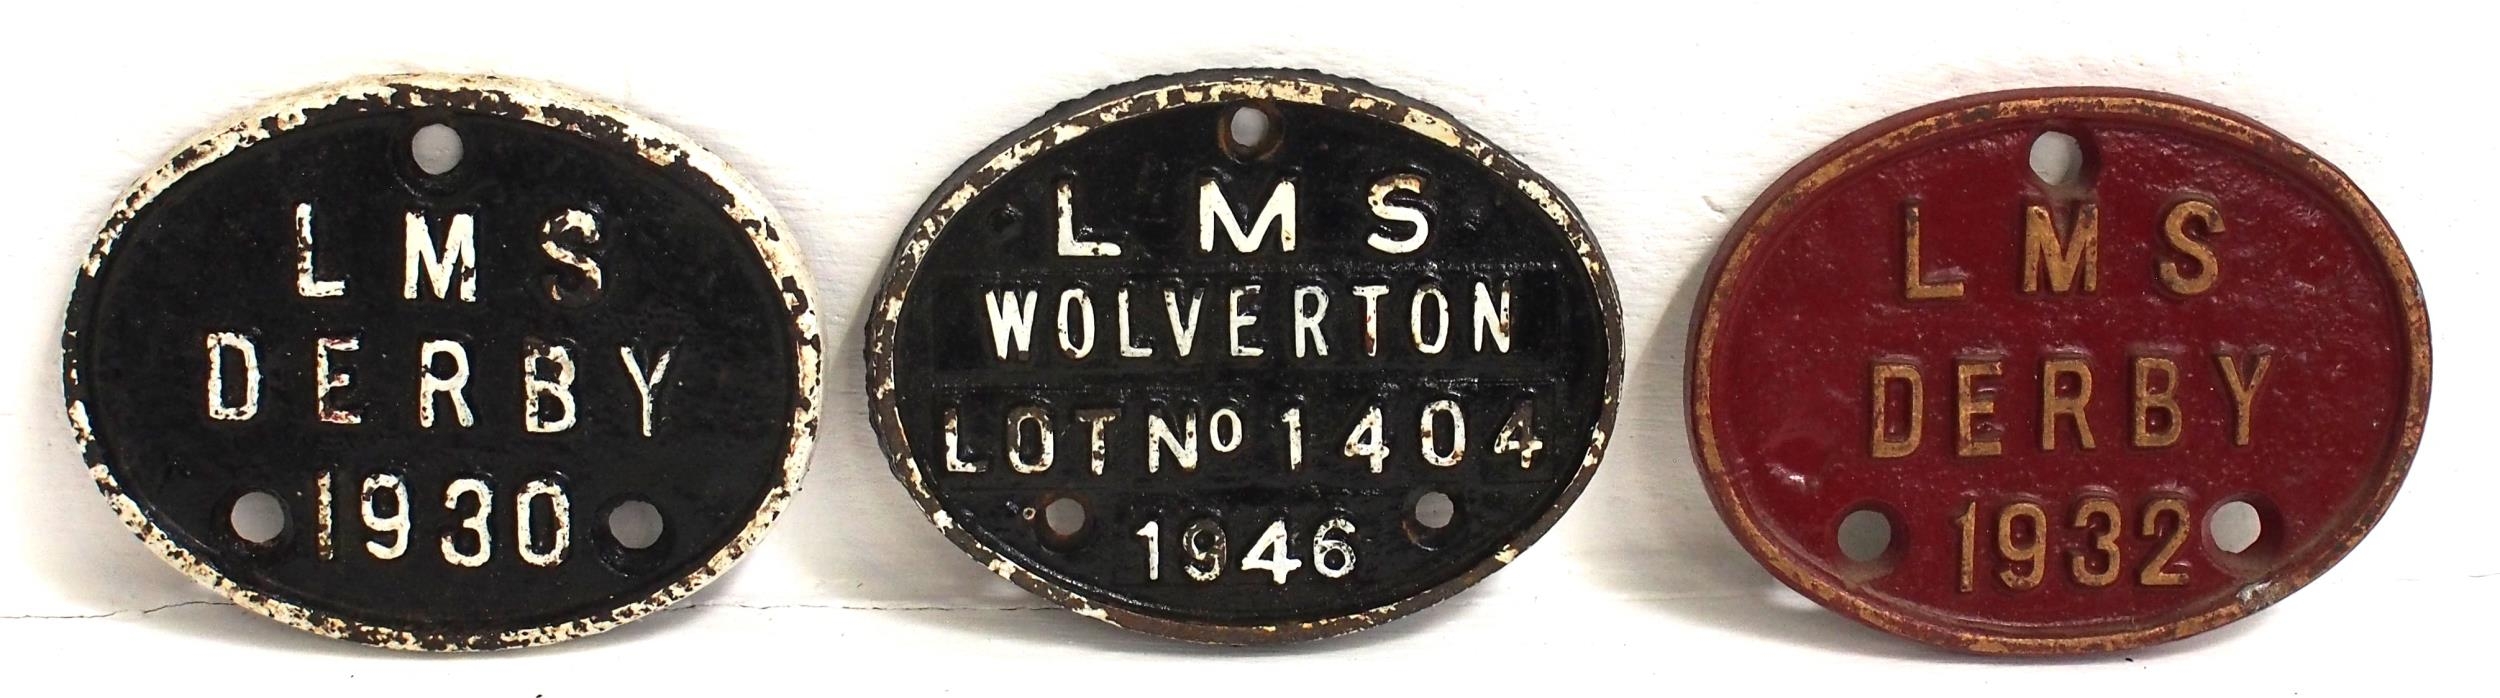 LMS
DERBY
1930
LMS
WOLVERTON
LOT No 1404
1946
LMS
DERBY
1932